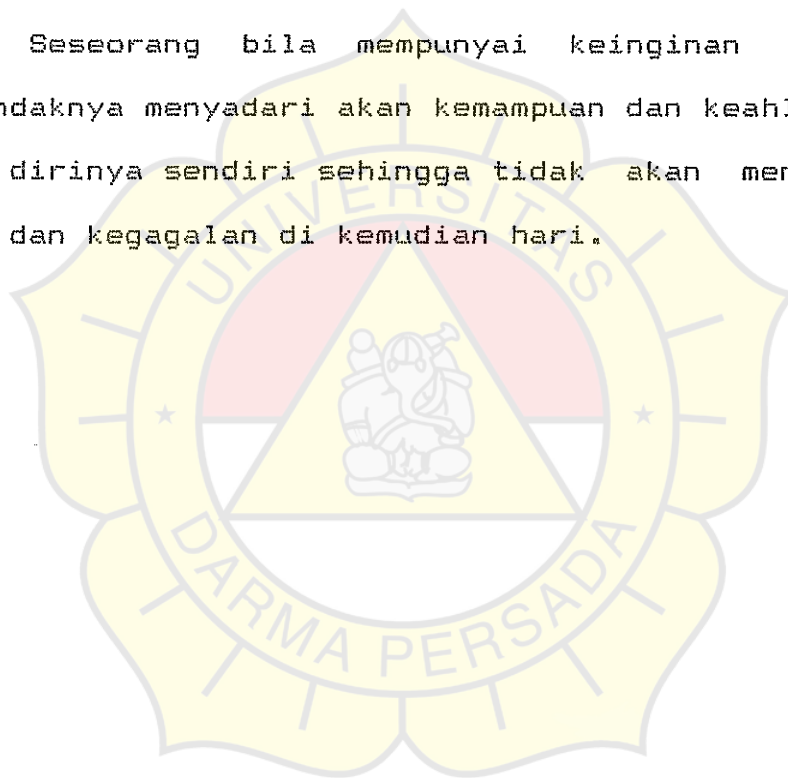 Seseorang bila mempunyai keinginan
ndaknya menyadari akan kemampuan dan keahl
dirinya sendiri sehingga tidak akan mer
dan kegagalan di kemudian hari.
UNIVERSITAS
DARMA PERSADA